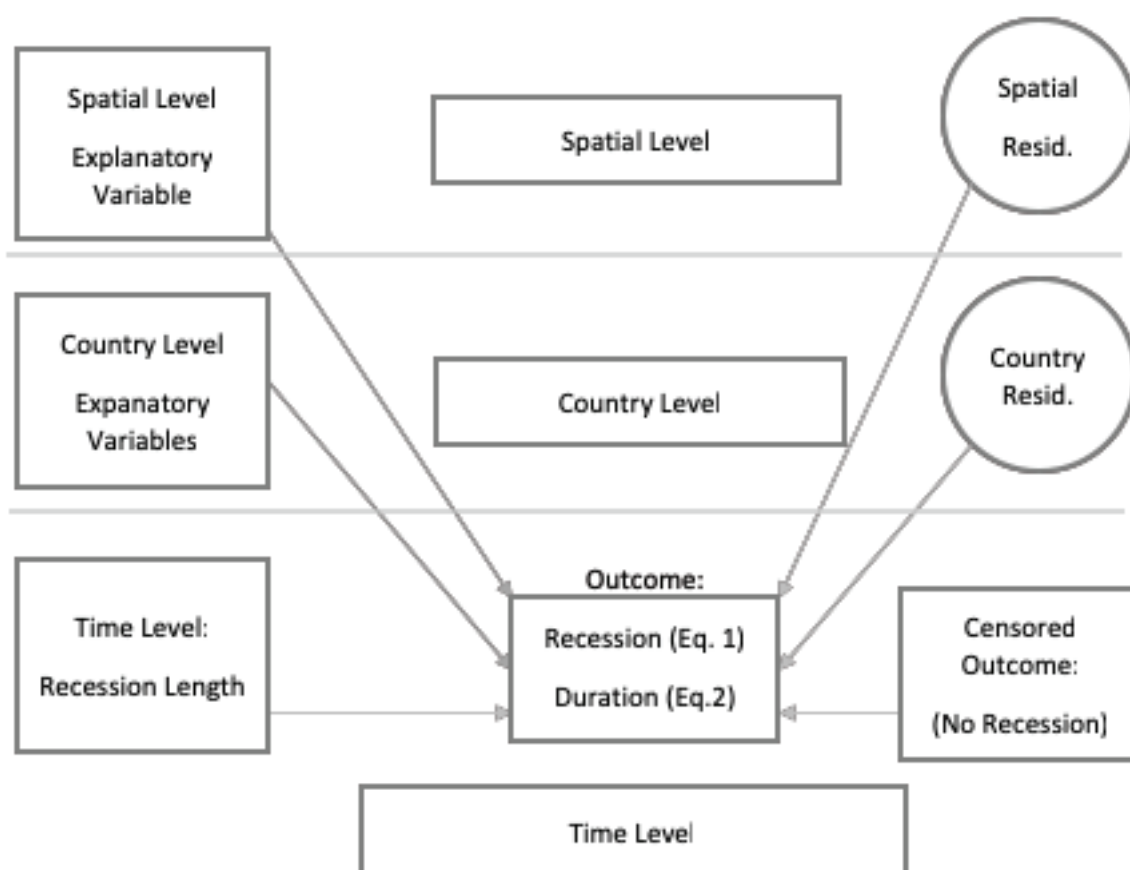 Spatial Level
Explanatory
Variable
Spatial Level
Spatial
Resid.
Country Level
Expanatory
Variables
Country Level
Country
Resid.
Time Level:
Recession Length
Outcome:
Recession (Eq. 1)
Duration (Eq.2)
Censored
Outcome:
(No Recession)
Time Level